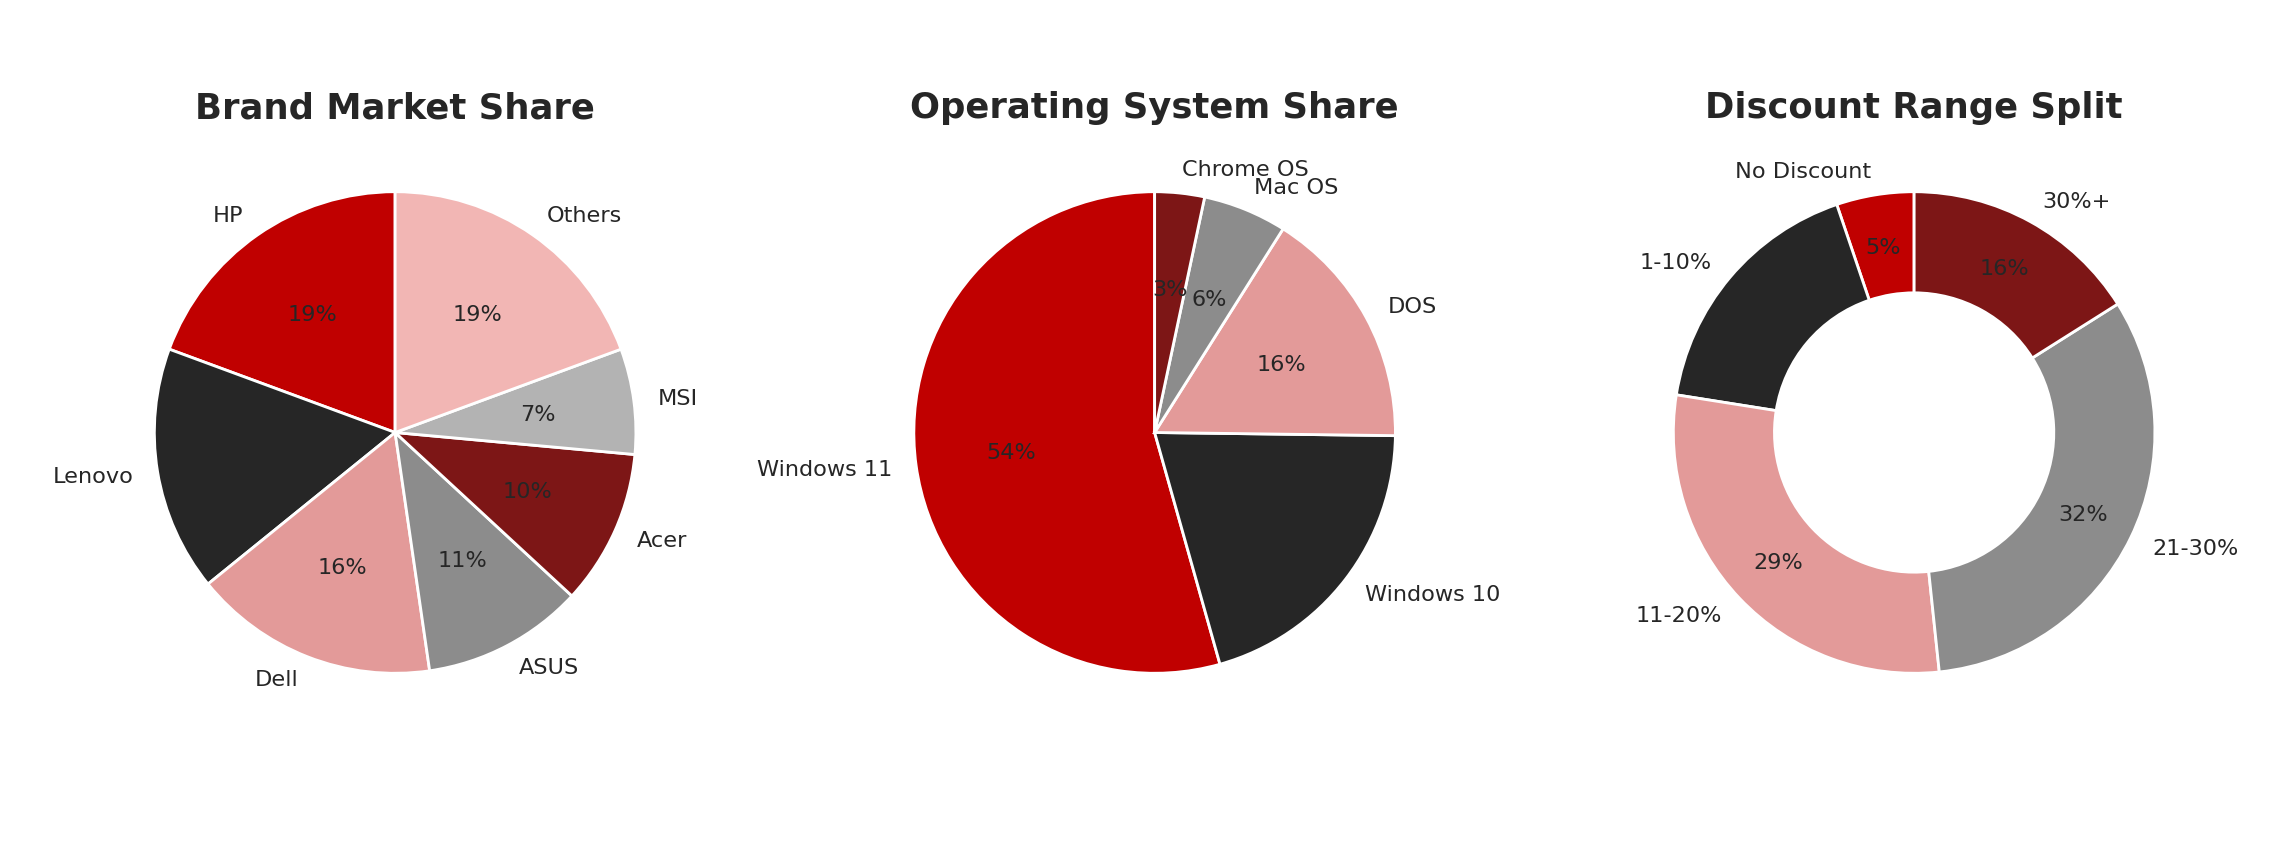 Brand Market Share
HP
Others
19%
19%
MSI
7%
Lenovo
10%
Acer
16%
11%
Dell
ASUS
Operating System Share
Chrome OS
Mac OS
3%
6%
DOS
16%
54%
Windows 11
Windows 10
Discount Range Split
No Discount
30%+
5%
16%
1-10%
32%
21-30%
29%
11-20%